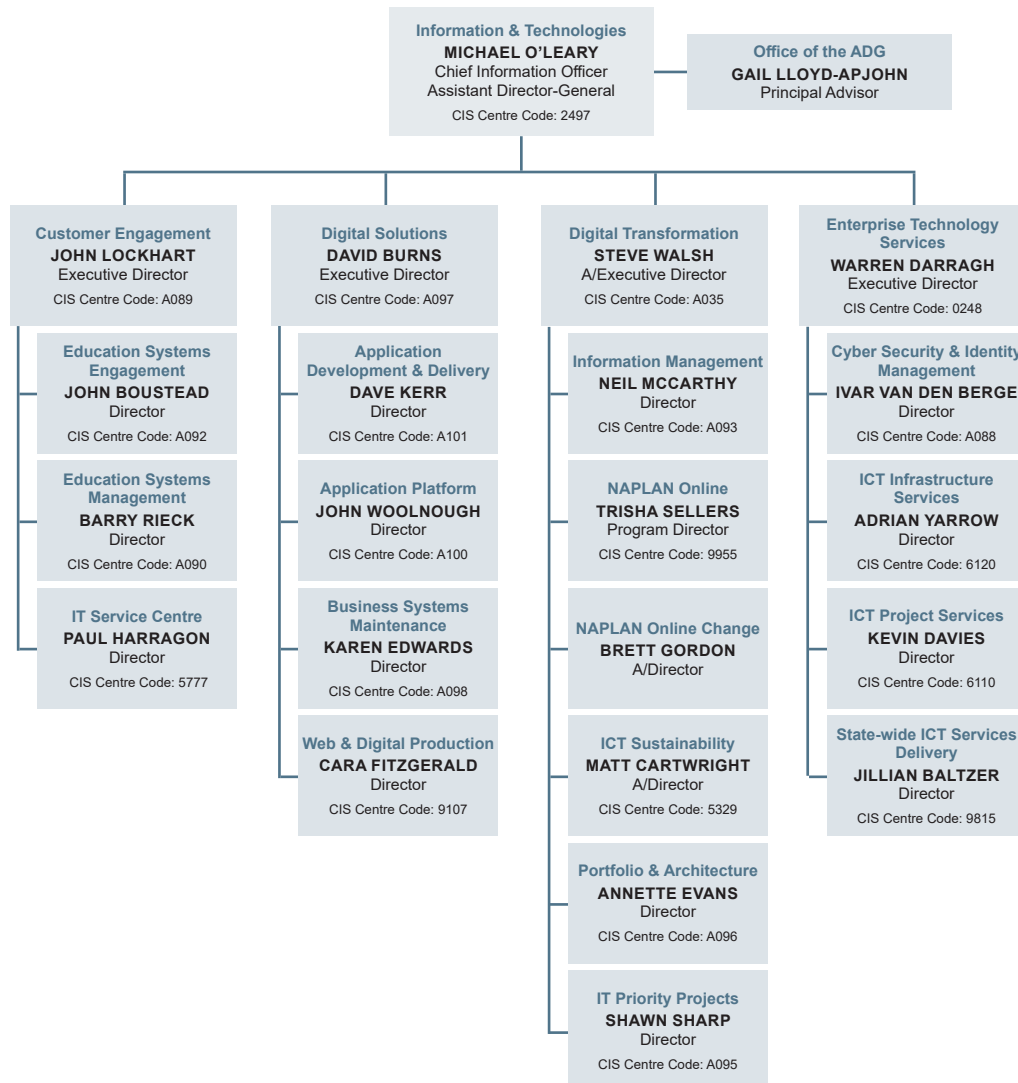 Information & Technologies
MICHAEL O’LEARY
Chief Information Officer
Assistant Director-General
CIS Centre Code: 2497
Office of the ADG
GAIL LLOYD-APJOHN
Principal Advisor
Customer Engagement
JOHN LOCKHART
Executive Director
CIS Centre Code: A089
Education Systems
Engagement
JOHN BOUSTEAD
Director
CIS Centre Code: A092
Education Systems
Management
BARRY RIECK
Director
CIS Centre Code: A090
IT Service Centre
PAUL HARRAGON
Director
CIS Centre Code: 5777
Digital Solutions
DAVID BURNS
Executive Director
CIS Centre Code: A097
Application
Development & Delivery
DAVE KERR
Director
CIS Centre Code: A101
Application Platform
JOHN WOOLNOUGH
Director
CIS Centre Code: A100
Business Systems
Maintenance
KAREN EDWARDS
Director
CIS Centre Code: A098
Web & Digital Production
CARA FITZGERALD
Director
CIS Centre Code: 9107
Digital Transformation
STEVE WALSH
A/Executive Director
CIS Centre Code: A035
Information Management
NEIL MCCARTHY
Director
CIS Centre Code: A093
NAPLAN Online
TRISHA SELLERS
Program Director
CIS Centre Code: 9955
NAPLAN Online Change
BRETT GORDON
A/Director
ICT Sustainability
MATT CARTWRIGHT
A/Director
CIS Centre Code: 5329
Portfolio & Architecture
ANNETTE EVANS
Director
CIS Centre Code: A096
IT Priority Projects
SHAWN SHARP
Director
CIS Centre Code: A095
Enterprise Technology
Services
WARREN DARRAGH
Executive Director
CIS Centre Code: 0248
Cyber Security & Identity
Management
IVAR VAN DEN BERGE
Director
CIS Centre Code: A088
ICT Infrastructure
Services
ADRIAN YARROW
Director
CIS Centre Code: 6120
ICT Project Services
KEVIN DAVIES
Director
CIS Centre Code: 6110
State-wide ICT Services
Delivery
JILLIAN BALTZER
Director
CIS Centre Code: 9815